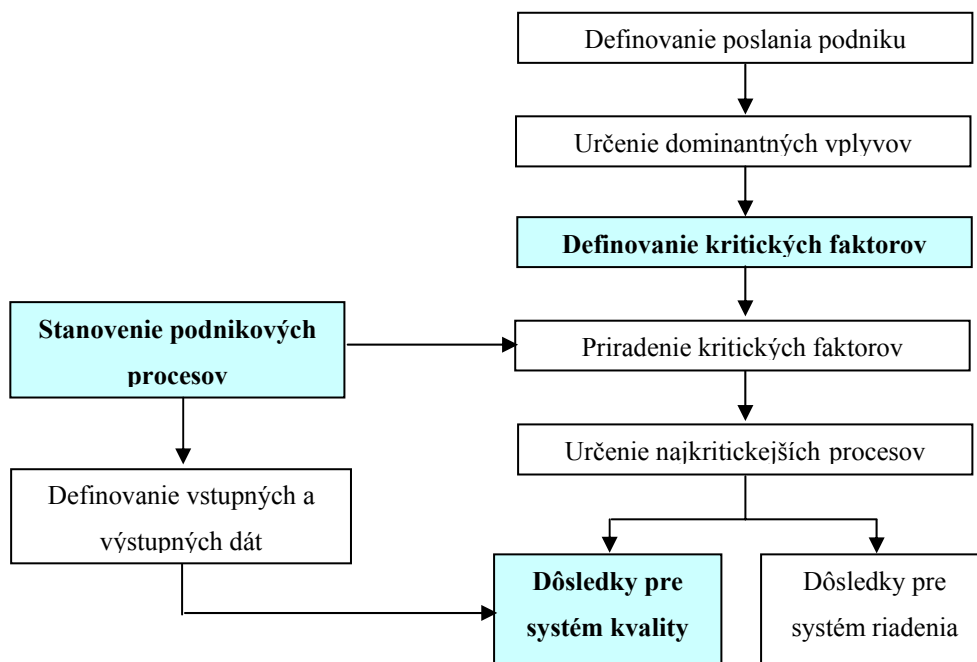 Definovanie poslania podniku
Určenie dominantných vplyvov
Definovanie kritických faktorov
Stanovenie podnikových
procesov
Priradenie kritických faktorov
Určenie najkritickejších procesov
Definovanie vstupných a
výstupných dát
Dôsledky pre
systém kvality
Dôsledky pre
systém riadenia